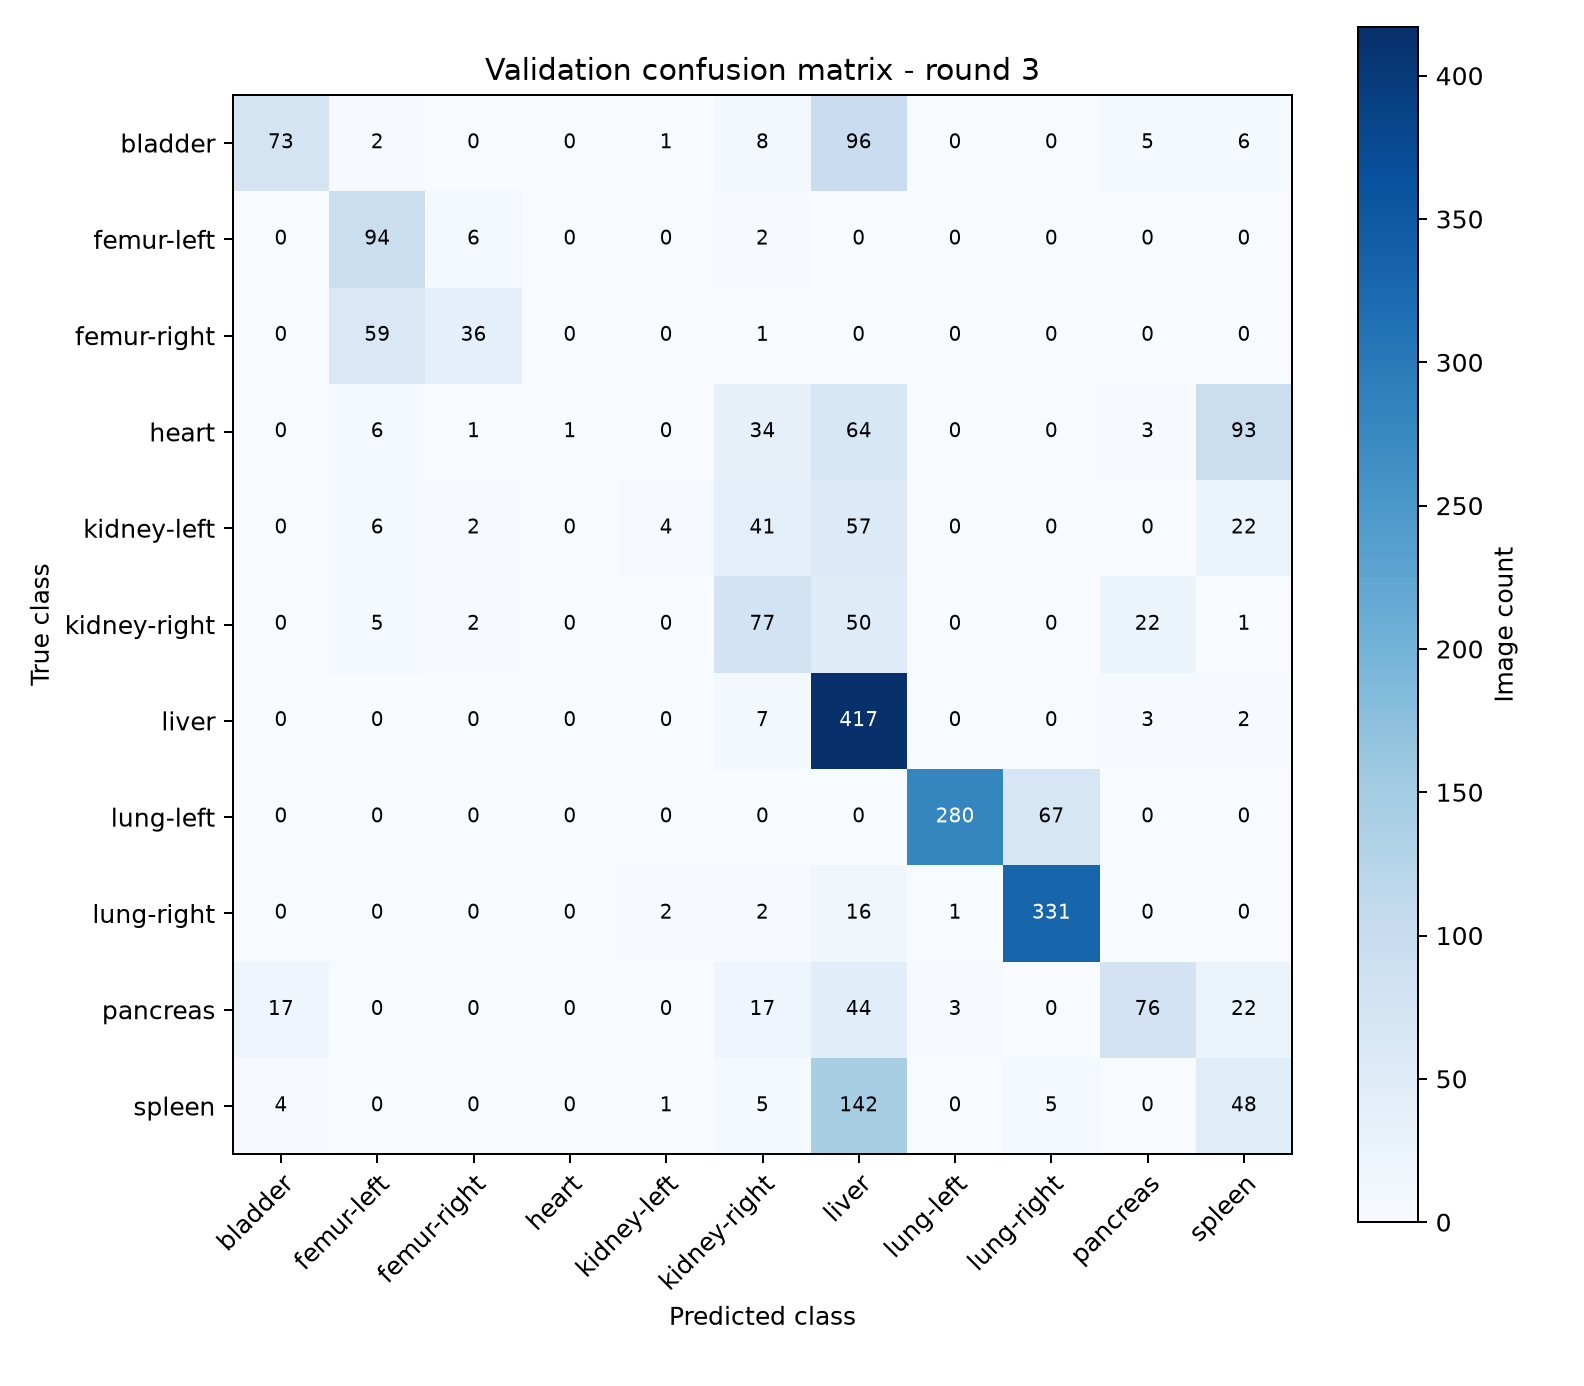 Validation confusion matrix - round 3
bladder 73 2 0 0 1 8 96 0 0 5 6
femur-left 0 94 6 0 0 2 0 0 0 0 0
femur-right 0 59 36 0 0 1 0 0 0 0 0
heart 0 6 1 1 0 34 64 0 0 3 93
kidney-left 0 6 2 0 4 41 57 0 0 0 22
kidney-right 0 5 2 0 0 77 50 0 0 22 1
liver 0 0 0 0 0 7 417 0 0 3 2
lung-left 0 0 0 0 0 0 0 280 67 0 0
lung-right 0 0 0 0 2 2 16 1 331 0 0
pancreas 17 0 0 0 0 17 44 3 0 76 22
spleen 4 0 0 0 1 5 142 0 5 0 48
bladder femur-left femur-right heart kidney-left kidney-right liver lung-left lung-right pancreas spleen
Predicted class
True class
400
350
300
250
200
150
100
50
0
Image count